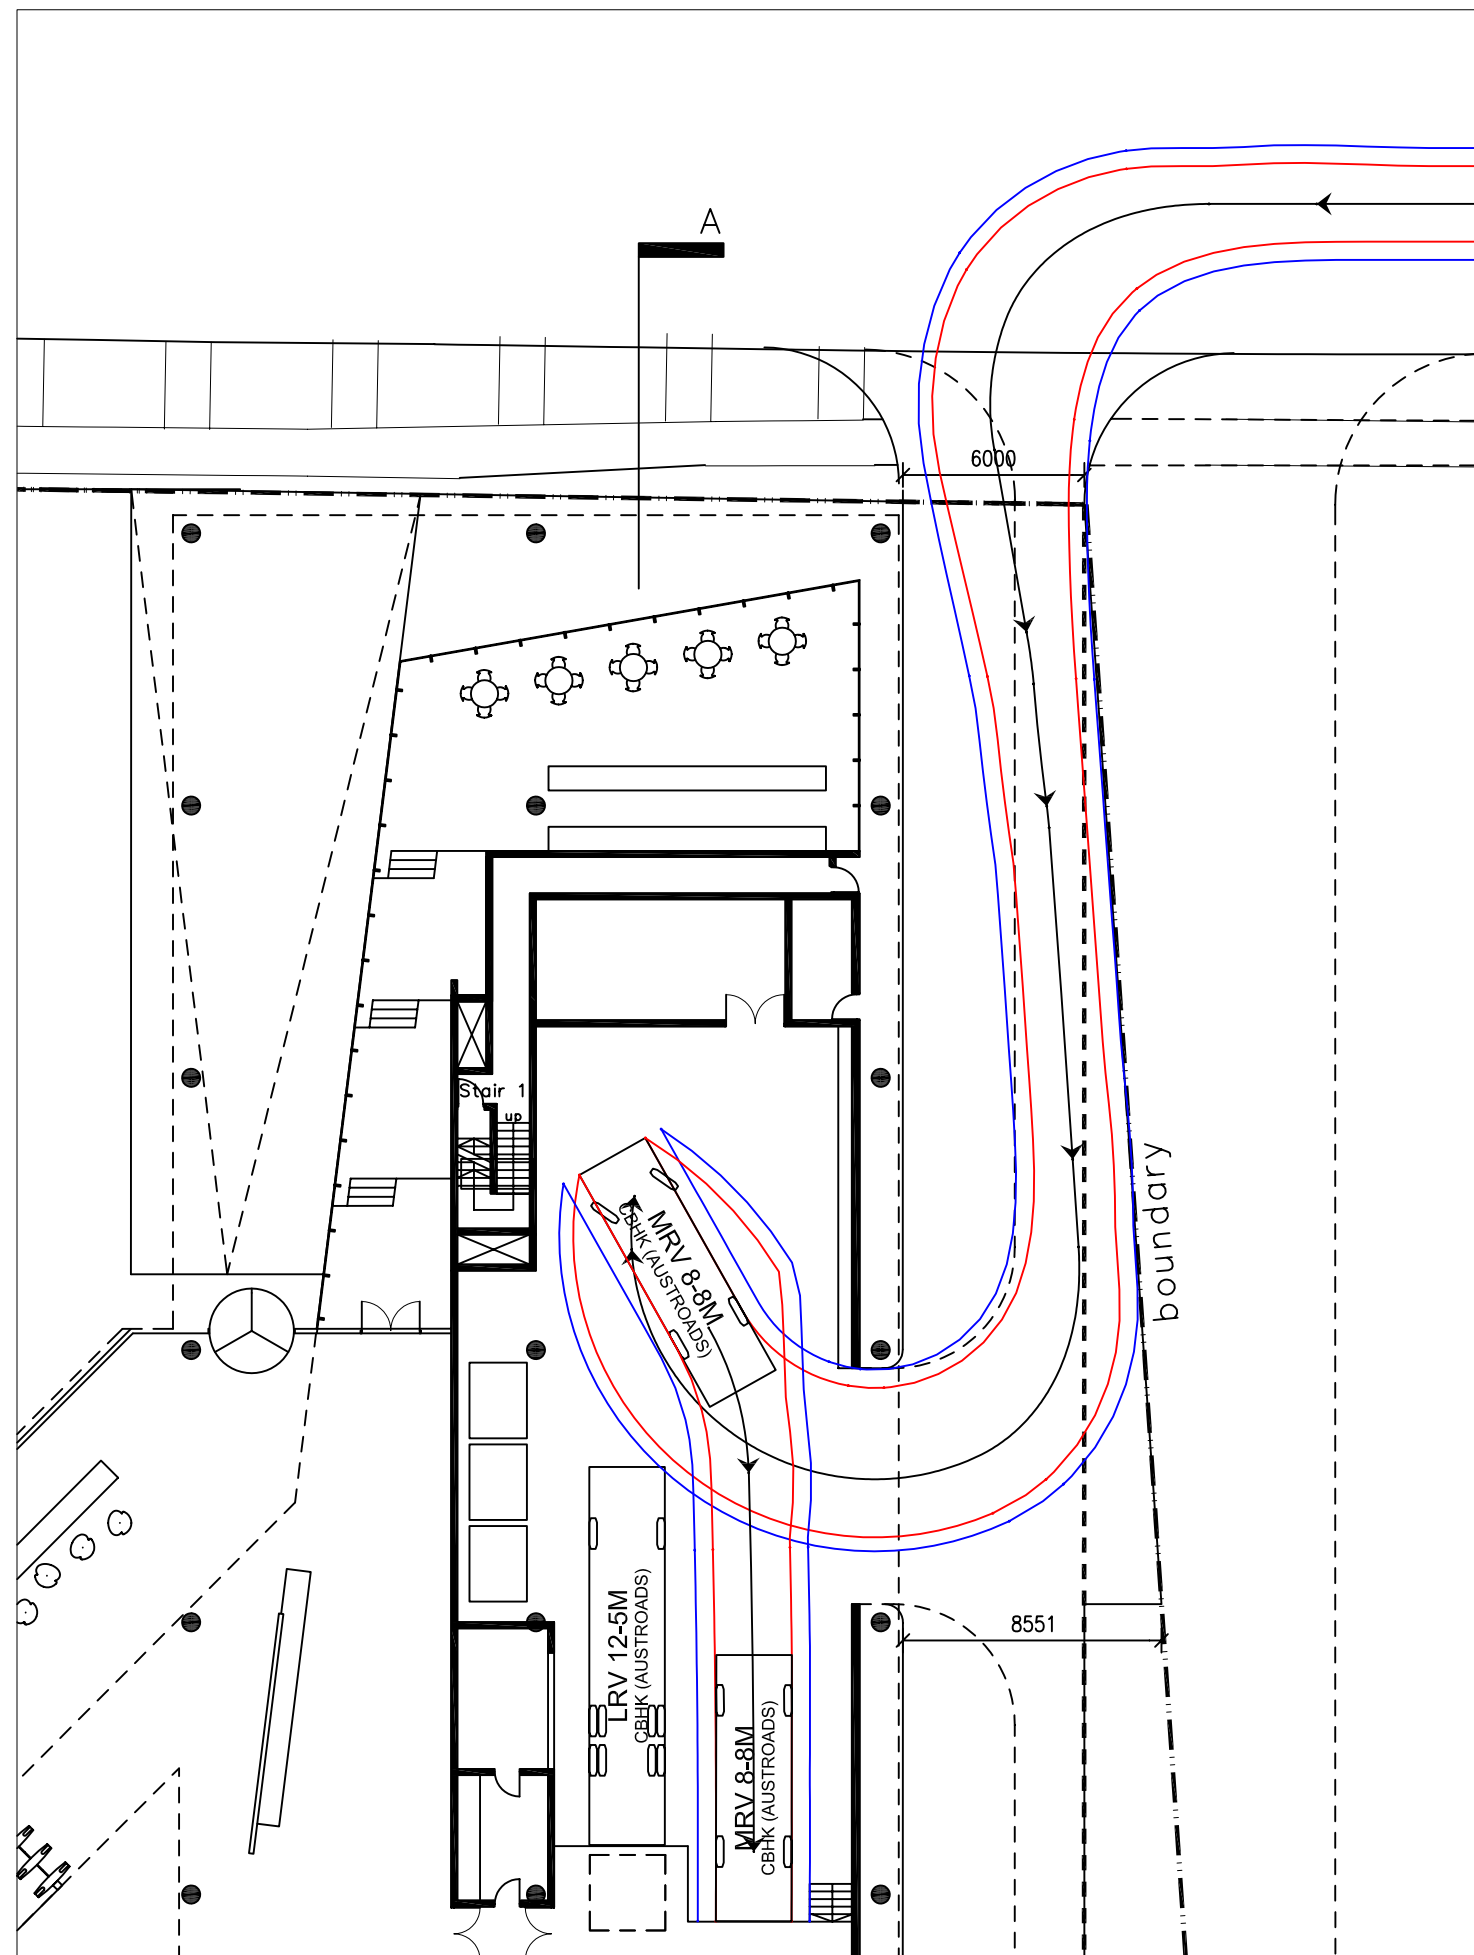 A
6000
Stair 1
up
MRV 8-8M
CBHK (AUSTROADS)
boundary
8551
LRV 12-5M
CBHK (AUSTROADS)
MRV 8-8M
CBHK (AUSTROADS)